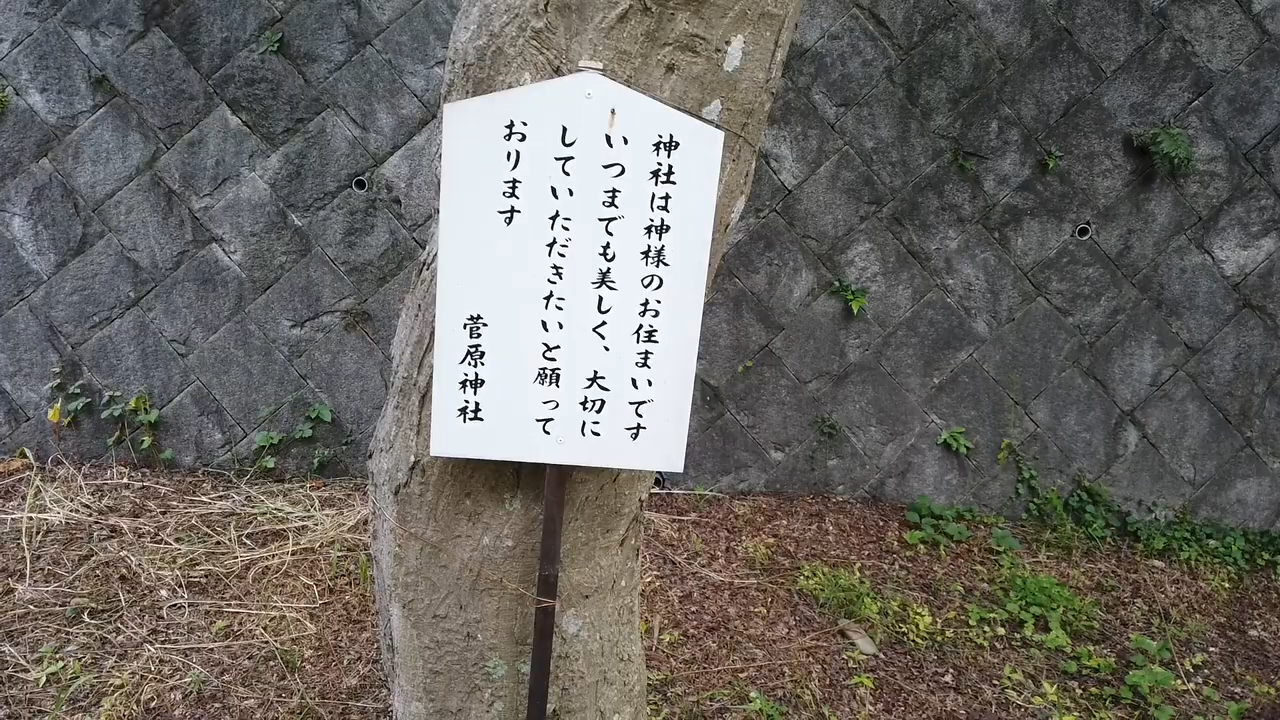 神社は神様のお住まいです
いつまでも美しく、大切に
していただきたいと願って
おります
菅原神社